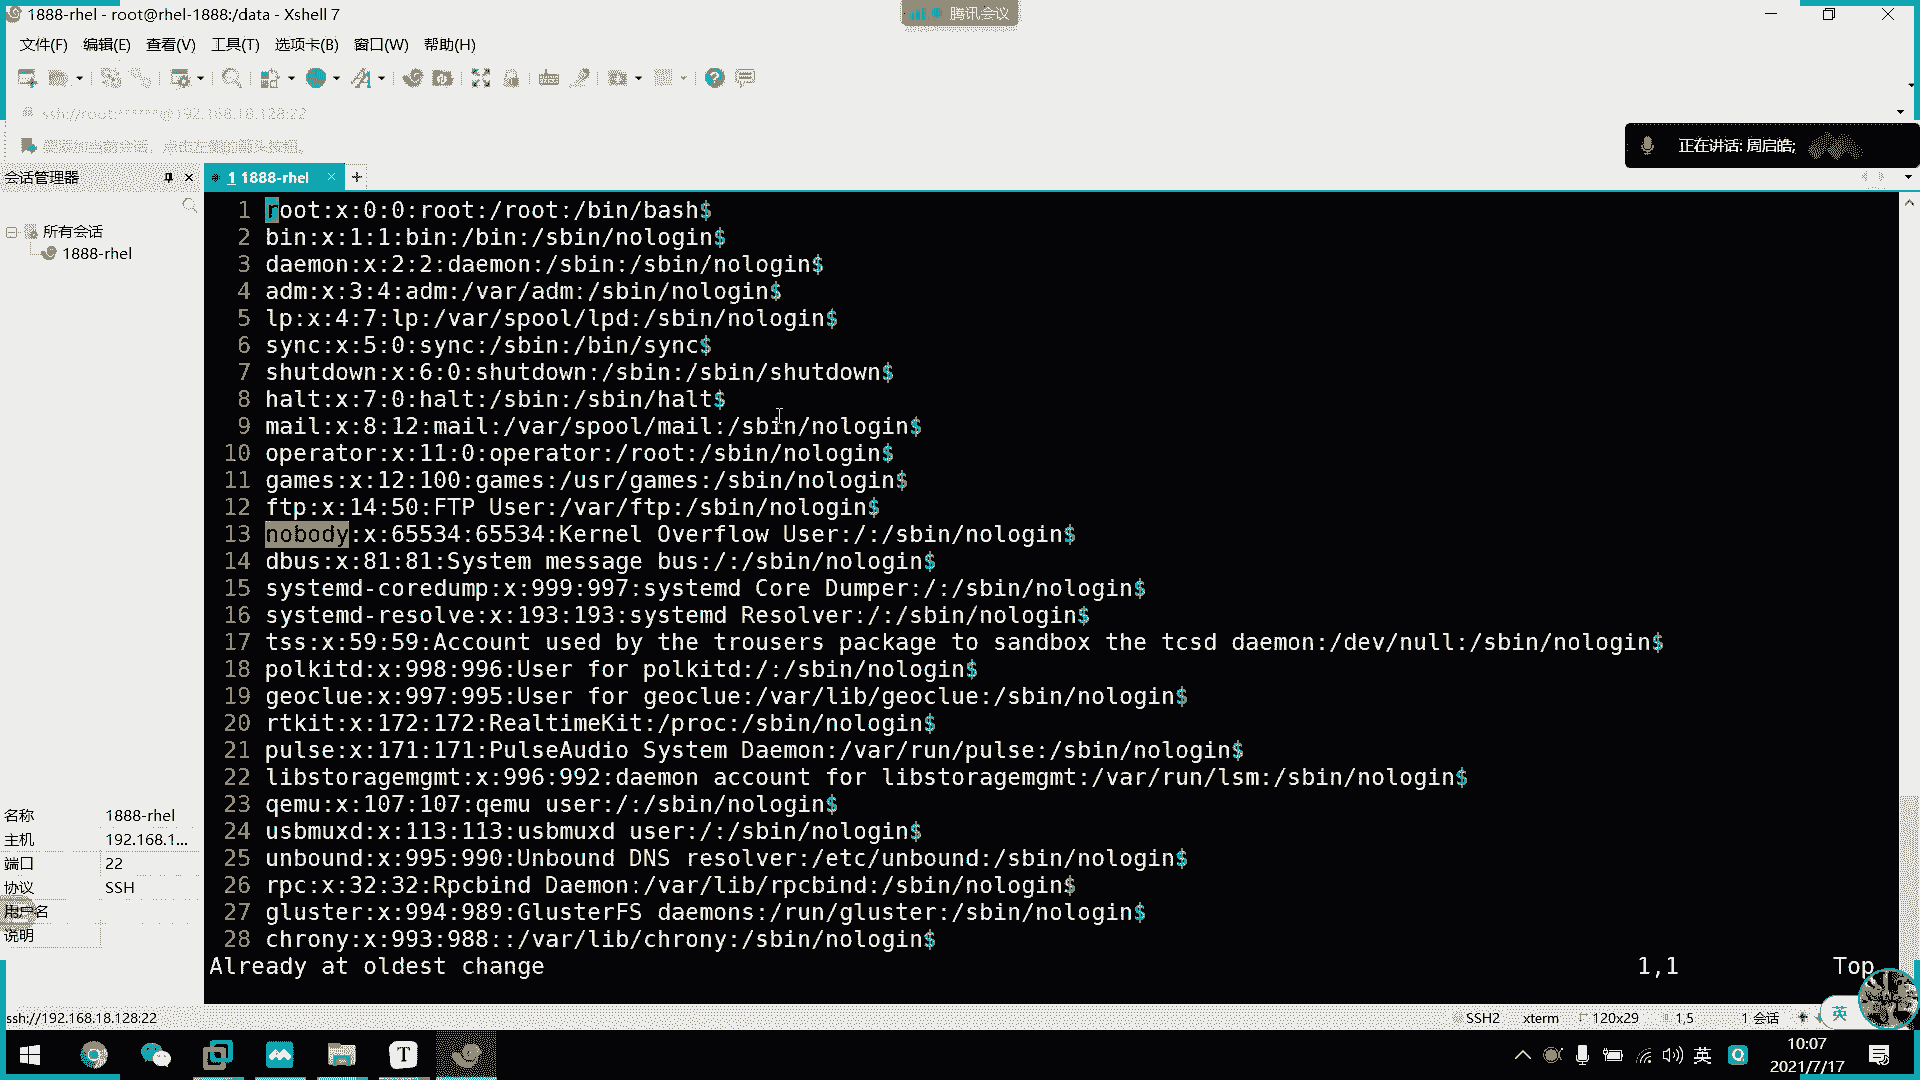 1888-rhel - root@rhel-1888:/data - Xshell 7
腾讯会议
文件(F) 编辑(E) 查看(V) 工具(T) 选项卡(B) 窗口(W) 帮助(H)
ssh://root:******@192.168.18.128:22
正在讲话: 周启皓;
会话管理器
1 1888-rhel
所有会话
1888-rhel
1 root:x:0:0:root:/root:/bin/bash$
2 bin:x:1:1:bin:/bin:/sbin/nologin$
3 daemon:x:2:2:daemon:/sbin:/sbin/nologin$
4 adm:x:3:4:adm:/var/adm:/sbin/nologin$
5 lp:x:4:7:lp:/var/spool/lpd:/sbin/nologin$
6 sync:x:5:0:sync:/sbin:/bin/sync$
7 shutdown:x:6:0:shutdown:/sbin:/sbin/shutdown$
8 halt:x:7:0:halt:/sbin:/sbin/halt$
9 mail:x:8:12:mail:/var/spool/mail:/sbin/nologin$
10 operator:x:11:0:operator:/root:/sbin/nologin$
11 games:x:12:100:games:/usr/games:/sbin/nologin$
12 ftp:x:14:50:FTP User:/var/ftp:/sbin/nologin$
13 nobody:x:65534:65534:Kernel Overflow User:/:/sbin/nologin$
14 dbus:x:81:81:System message bus:/:/sbin/nologin$
15 systemd-coredump:x:999:997:systemd Core Dumper:/:/sbin/nologin$
16 systemd-resolve:x:193:193:systemd Resolver:/:/sbin/nologin$
17 tss:x:59:59:Account used by the trousers package to sandbox the tcsd daemon:/dev/null:/sbin/nologin$
18 polkitd:x:998:996:User for polkitd:/:/sbin/nologin$
19 geoclue:x:997:995:User for geoclue:/var/lib/geoclue:/sbin/nologin$
20 rtkit:x:172:172:RealtimeKit:/proc:/sbin/nologin$
21 pulse:x:171:171:PulseAudio System Daemon:/var/run/pulse:/sbin/nologin$
22 libstoragemgmt:x:996:992:daemon account for libstoragemgmt:/var/run/lsm:/sbin/nologin$
23 qemu:x:107:107:qemu user:/:/sbin/nologin$
24 usbmuxd:x:113:113:usbmuxd user:/:/sbin/nologin$
25 unbound:x:995:990:Unbound DNS resolver:/etc/unbound:/sbin/nologin$
26 rpc:x:32:32:Rpcbind Daemon:/var/lib/rpcbind:/sbin/nologin$
27 gluster:x:994:989:GlusterFS daemons:/run/gluster:/sbin/nologin$
28 chrony:x:993:988::/var/lib/chrony:/sbin/nologin$
Already at oldest change 1,1 Top
名称 1888-rhel
主机 192.168.1...
端口 22
协议 SSH
用户名
说明
ssh://192.168.18.128:22 SSH2 xterm 120x29 1,5 1 会话
英
英
10:07
2021/7/17